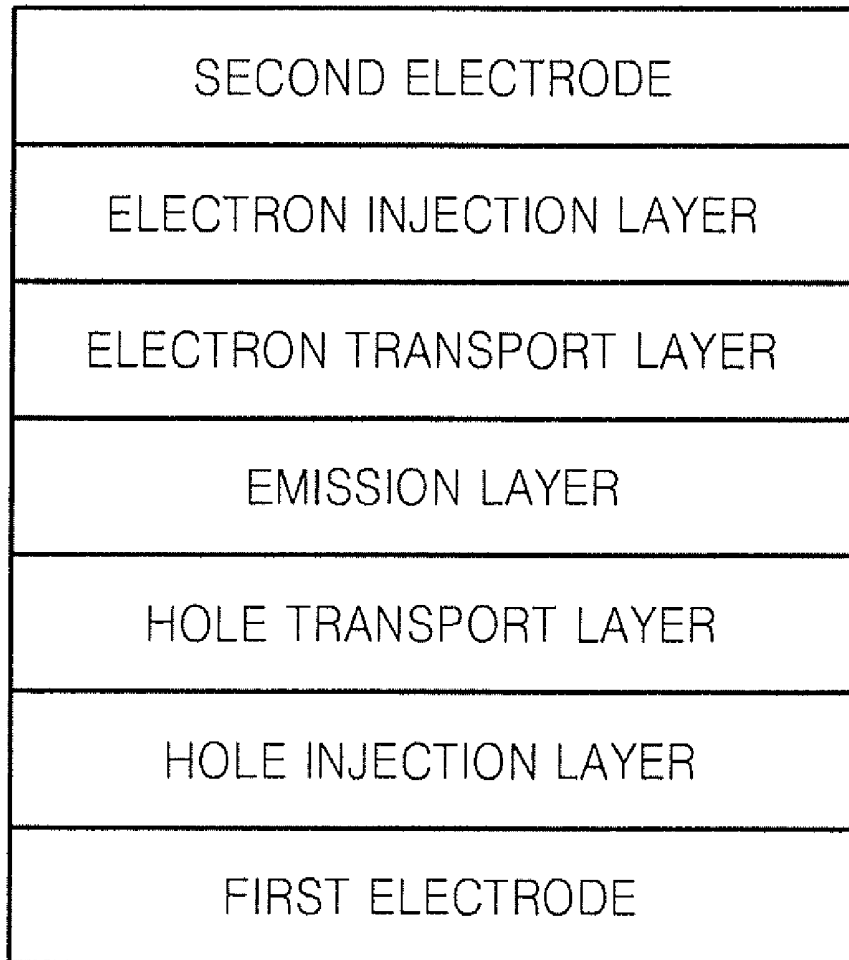 SECOND ELECTRODE
ELECTRON INJECTION LAYER
ELECTRON TRANSPORT LAYER
EMISSION LAYER
HOLE TRANSPORT LAYER
HOLE INJECTION LAYER
FIRST ELECTRODE